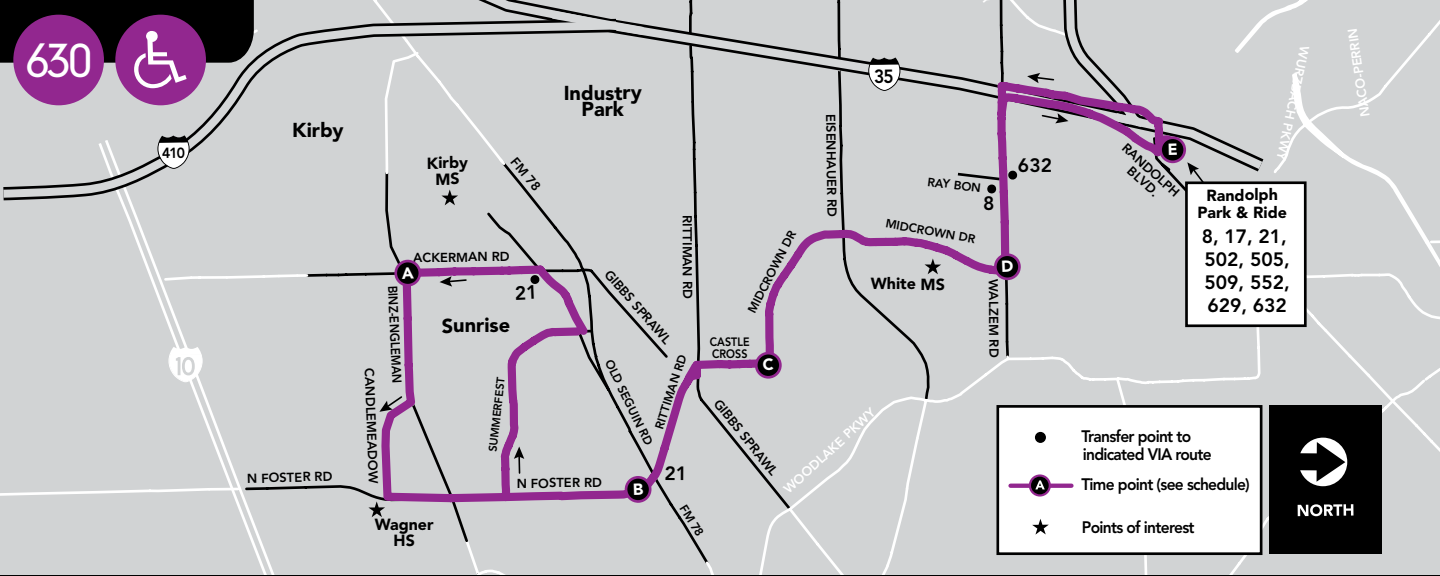 630
410
35
10
Kirby
Industry
Park
Kirby
MS
FM 78
RITTIMAN RD
EISENHAUER RD
WURZBACH PKWY
NACO-PERRIN
RANDOLPH
BLVD.
E
632
RAY BON
8
Randolph
Park & Ride
8, 17, 21,
502, 505,
509, 552,
629, 632
A
ACKERMAN RD
21
GIBBS SPRAWL
MIDCROWN DR
MIDCROWN DR
White MS
D
WALZEM RD
BINZ-ENGLEMAN
Sunrise
CASTLE
CROSS
C
CANDLEMEADOW
SUMMERFEST
OLD SEGUIN RD
RITTIMAN RD
GIBBS SPRAWL
WOODLAKE PKWY
N FOSTER RD
N FOSTER RD
B
21
Wagner
HS
FM 78
Transfer point to
indicated VIA route
A
Time point (see schedule)
Points of interest
NORTH